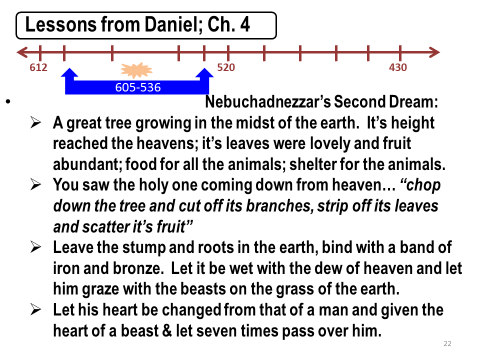 Lessons from Daniel; Ch. 4
612
520
430
605-536
• Nebuchadnezzar’s Second Dream:
➢ A great tree growing in the midst of the earth. It’s height
reached the heavens; it’s leaves were lovely and fruit
abundant; food for all the animals; shelter for the animals.
➢ You saw the holy one coming down from heaven… “chop
down the tree and cut off its branches, strip off its leaves
and scatter it’s fruit”
➢ Leave the stump and roots in the earth, bind with a band of
iron and bronze. Let it be wet with the dew of heaven and let
him graze with the beasts on the grass of the earth.
➢ Let his heart be changed from that of a man and given the
heart of a beast & let seven times pass over him.
22